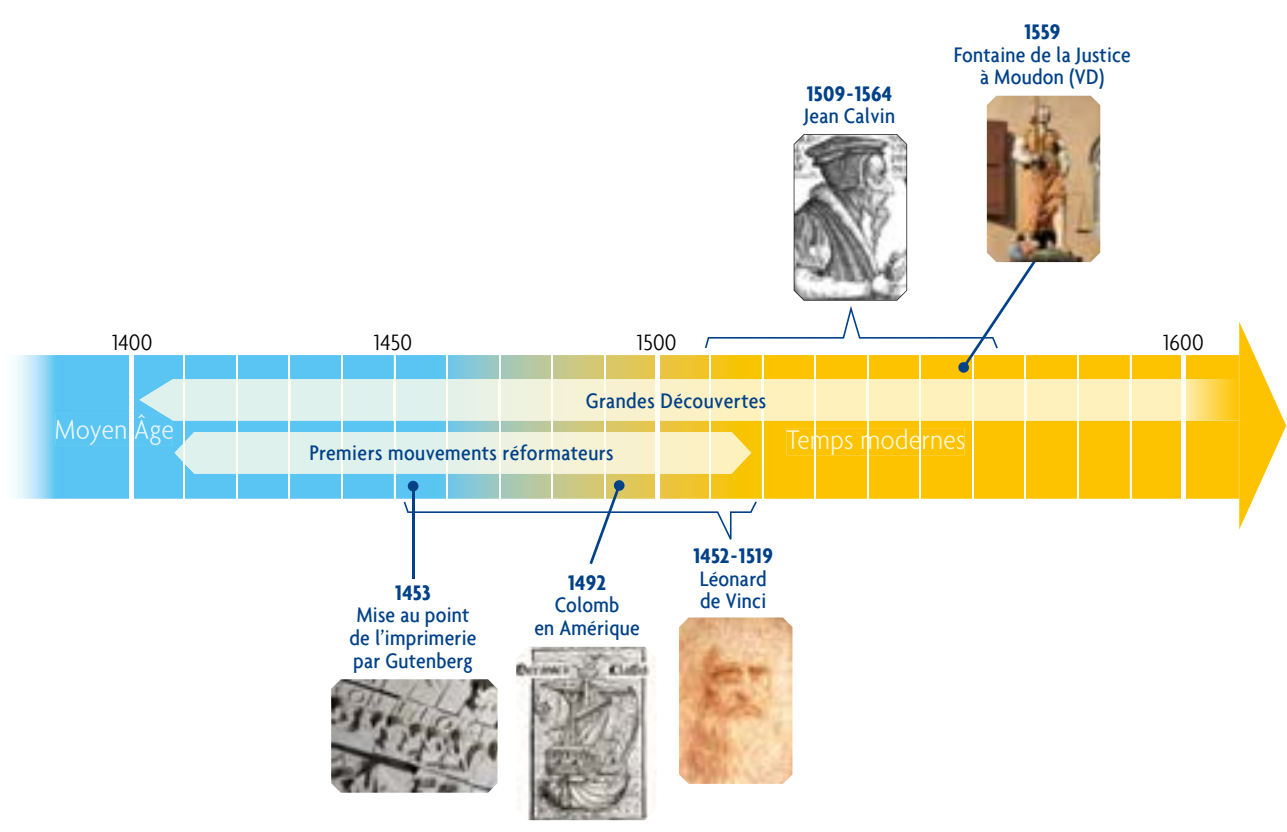 1559
Fontaine de la Justice
à Moudon (VD)
1509-1564
Jean Calvin
1400
1450
1500
1600
Grandes Découvertes
Moyen Âge
Temps modernes
Premiers mouvements réformateurs
1453
Mise au point
de l'imprimerie
par Gutenberg
1492
Colomb
en Amérique
1452-1519
Léonard
de Vinci